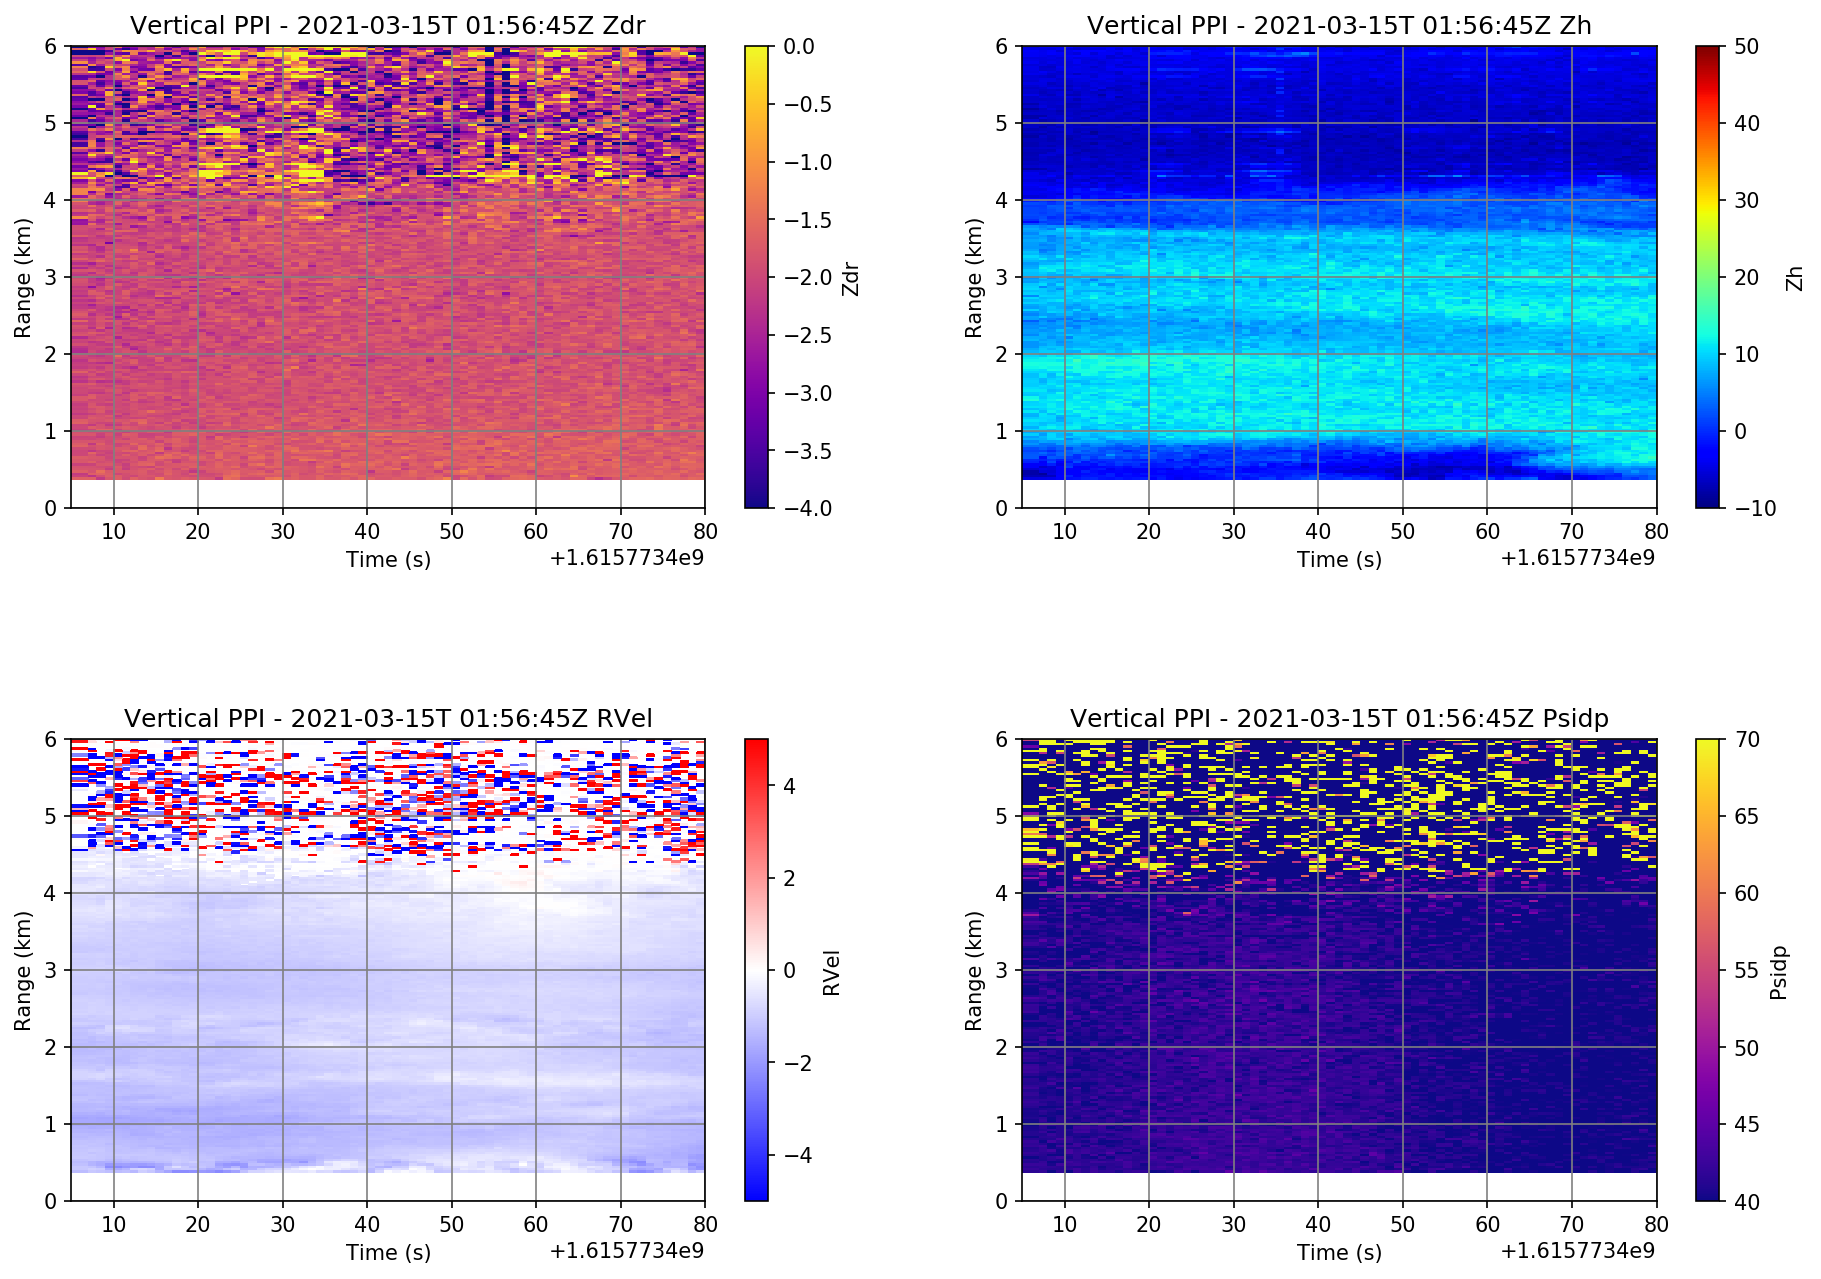 Vertical PPI - 2021-03-15T 01:56:45Z Zdr
6
5
4
3
2
1
0
Range (km)
10 20 30 40 50 60 70 80
Time (s)
+1.6157734e9
0.0
−0.5
−1.0
−1.5
−2.0
−2.5
−3.0
−3.5
−4.0
Zdr
Vertical PPI - 2021-03-15T 01:56:45Z Zh
6
5
4
3
2
1
0
Range (km)
10 20 30 40 50 60 70 80
Time (s)
+1.6157734e9
50
40
30
20
10
0
−10
Zh
Vertical PPI - 2021-03-15T 01:56:45Z RVel
6
5
4
3
2
1
0
Range (km)
10 20 30 40 50 60 70 80
Time (s)
+1.6157734e9
4
2
0
−2
−4
RVel
Vertical PPI - 2021-03-15T 01:56:45Z Psidp
6
5
4
3
2
1
0
Range (km)
10 20 30 40 50 60 70 80
Time (s)
+1.6157734e9
70
65
60
55
50
45
40
Psidp